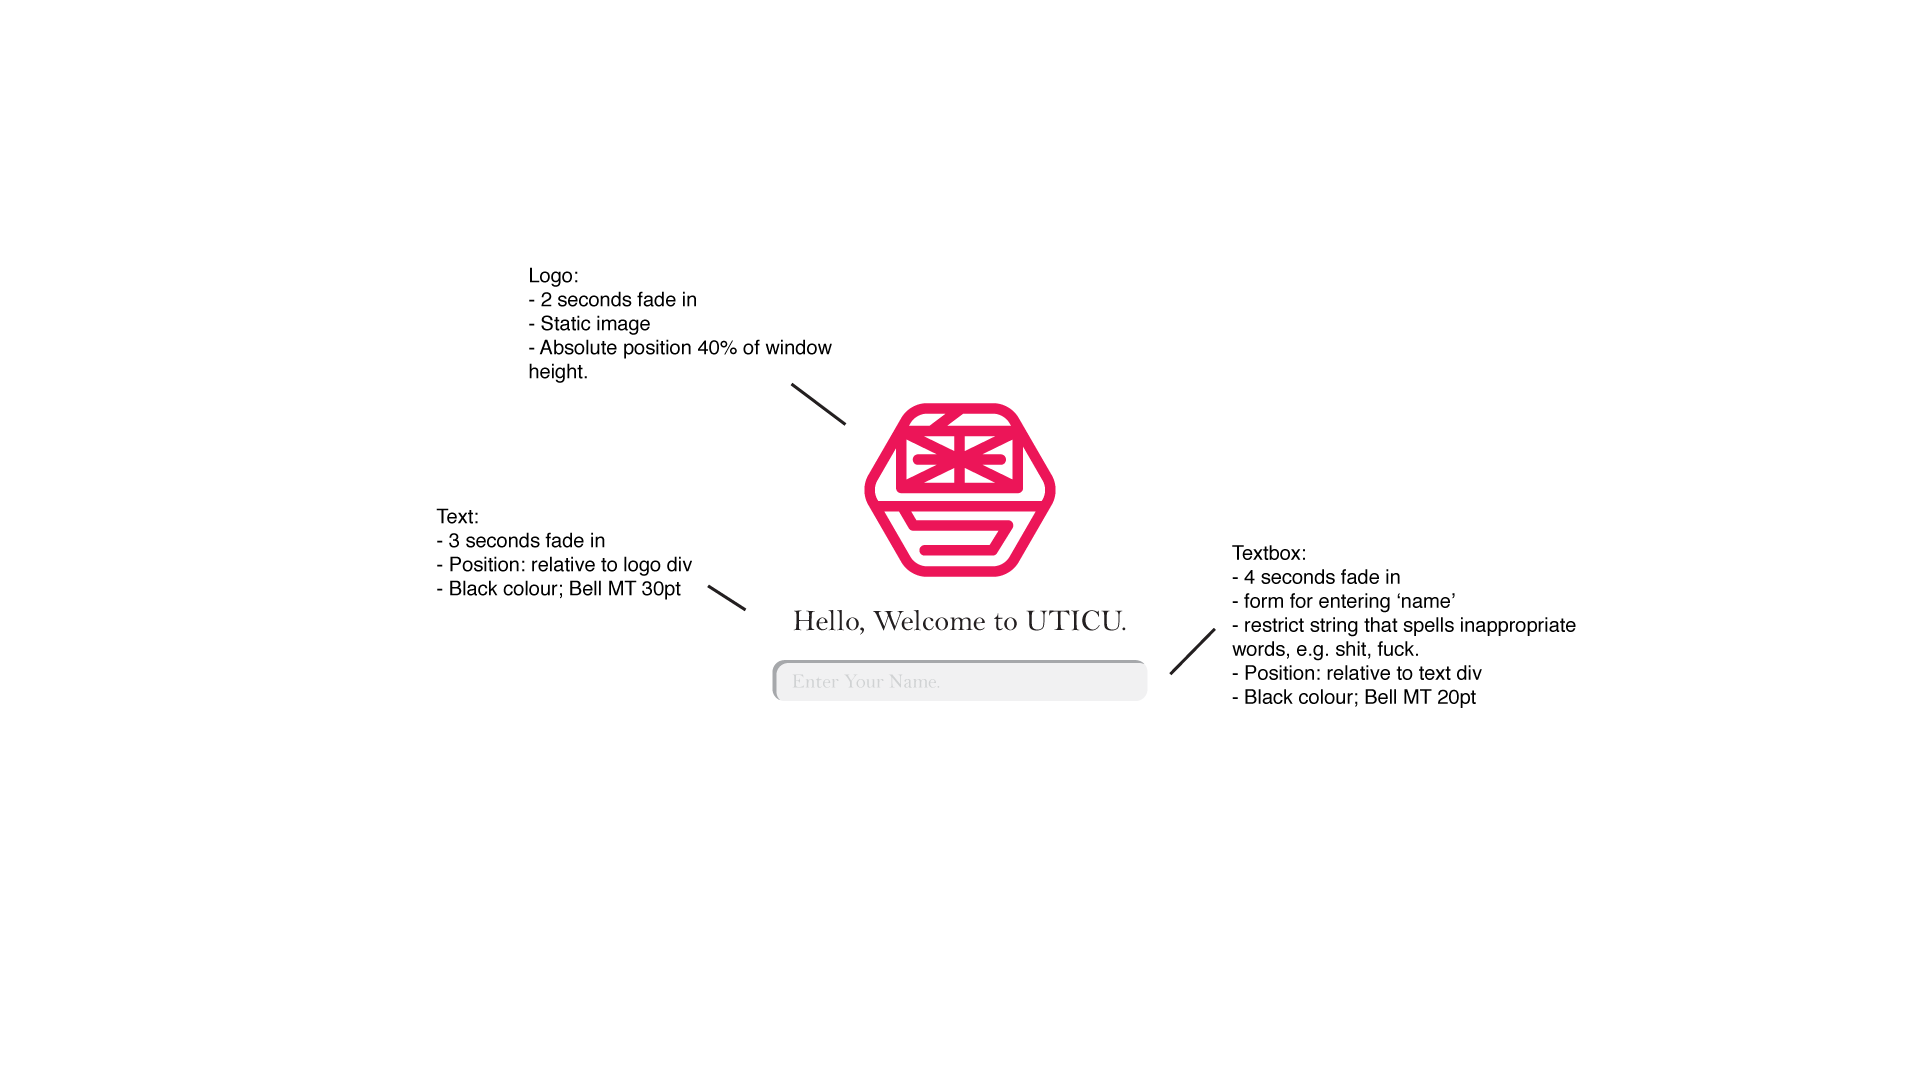 Logo:
- 2 seconds fade in
- Static image
- Absolute position 40% of window
height.
Text:
- 3 seconds fade in
- Position: relative to logo div
- Black colour; Bell MT 30pt
Hello, Welcome to UTICU.
Enter Your Name.
Textbox:
- 4 seconds fade in
- form for entering ‘name’
- restrict string that spells inappropriate
words, e.g. shit, fuck.
- Position: relative to text div
- Black colour; Bell MT 20pt